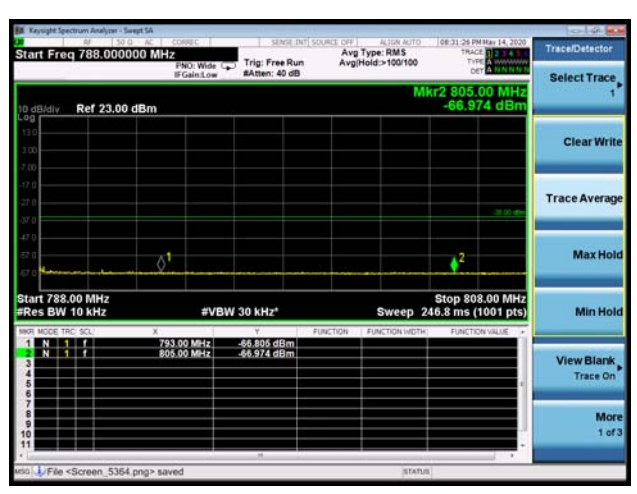 Keysight Spectrum Analyzer - Swept SA
RF 50 Ω AC CORREC SENSE:INT SOURCE OFF ALIGN AUTO 08:31:26 PM May 14, 2020
Start Freq 788.000000 MHz
PNO: Wide
IFGain:Low
Trig: Free Run
#Atten: 40 dB
Avg Type: RMS
Avg|Hold:>100/100
TRACE 1 2 3 4 5 6
TYPE A WWWWW
DET A N N N N N
Mkr2 805.00 MHz
-66.974 dBm
10 dB/div Ref 23.00 dBm
Log
13.0
3.00
-7.00
-17.0
-27.0
-37.0
-47.0
-57.0
-67.0
1
2
Start 788.00 MHz
Stop 808.00 MHz
#Res BW 10 kHz #VBW 30 kHz* Sweep 246.8 ms (1001 pts)
MKR MODE TRC SCL X Y FUNCTION FUNCTION WIDTH FUNCTION VALUE
1 N 1 f 793.00 MHz -66.805 dBm
2 N 1 f 805.00 MHz -66.974 dBm
3
4
5
6
7
8
9
10
11
MSG File <Screen_5364.png> saved STATUS
Trace/Detector
Select Trace
1
Clear Write
Trace Average
Max Hold
Min Hold
View Blank
Trace On
More
1 of 3